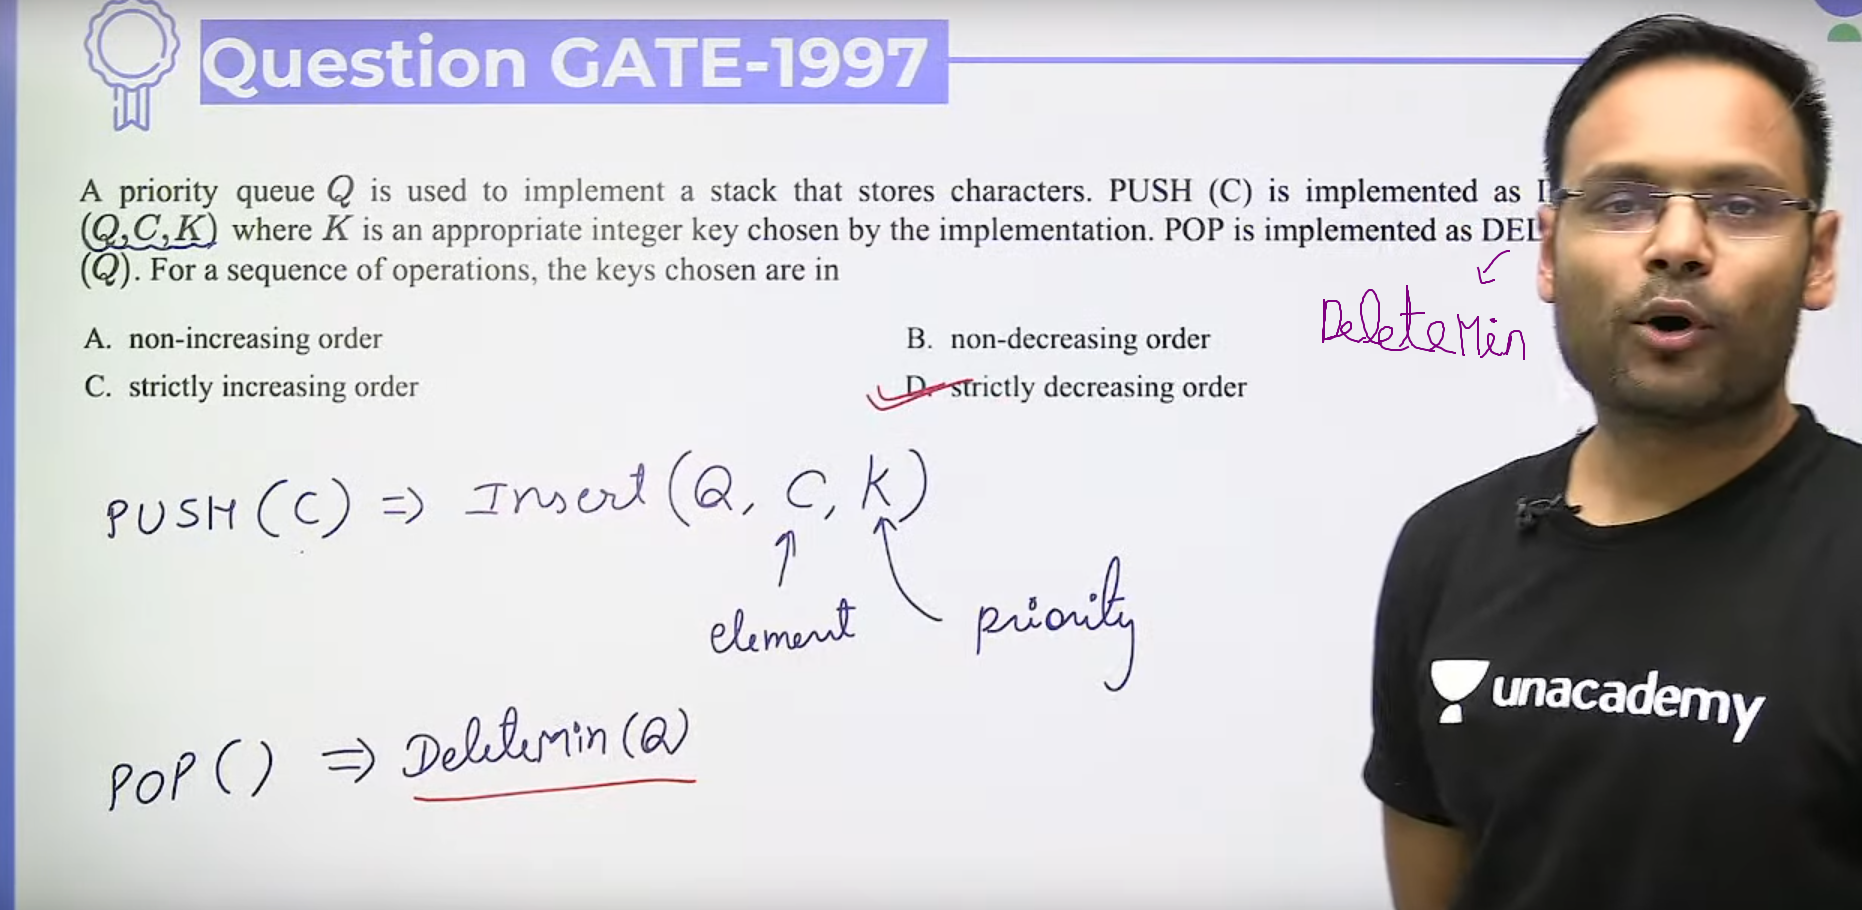 Question GATE-1997
A priority queue Q is used to implement a stack that stores characters. PUSH (C) is implemented as I
(Q,C,K) where K is an appropriate integer key chosen by the implementation. POP is implemented as DEL
(Q). For a sequence of operations, the keys chosen are in
DeleteMin
A. non-increasing order
B. non-decreasing order
C. strictly increasing order
D. strictly decreasing order
PUSH(C) => Insert(Q, C, K)
element
priority
POP() => DeleteMin(Q)
unacademy